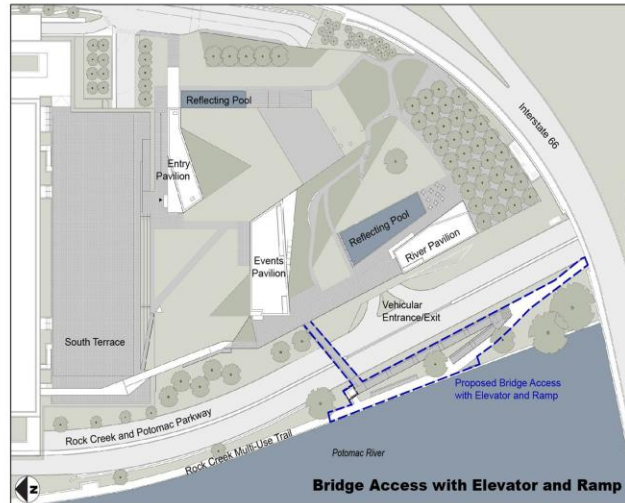 Reflecting Pool
Interstate 66
Entry
Pavilion
Reflecting Pool
River Pavilion
Events
Pavilion
Vehicular
Entrance/Exit
South Terrace
Proposed Bridge Access
with Elevator and Ramp
Rock Creek and Potomac Parkway
Rock Creek Multi-Use Trail
Potomac River
N
Bridge Access with Elevator and Ramp